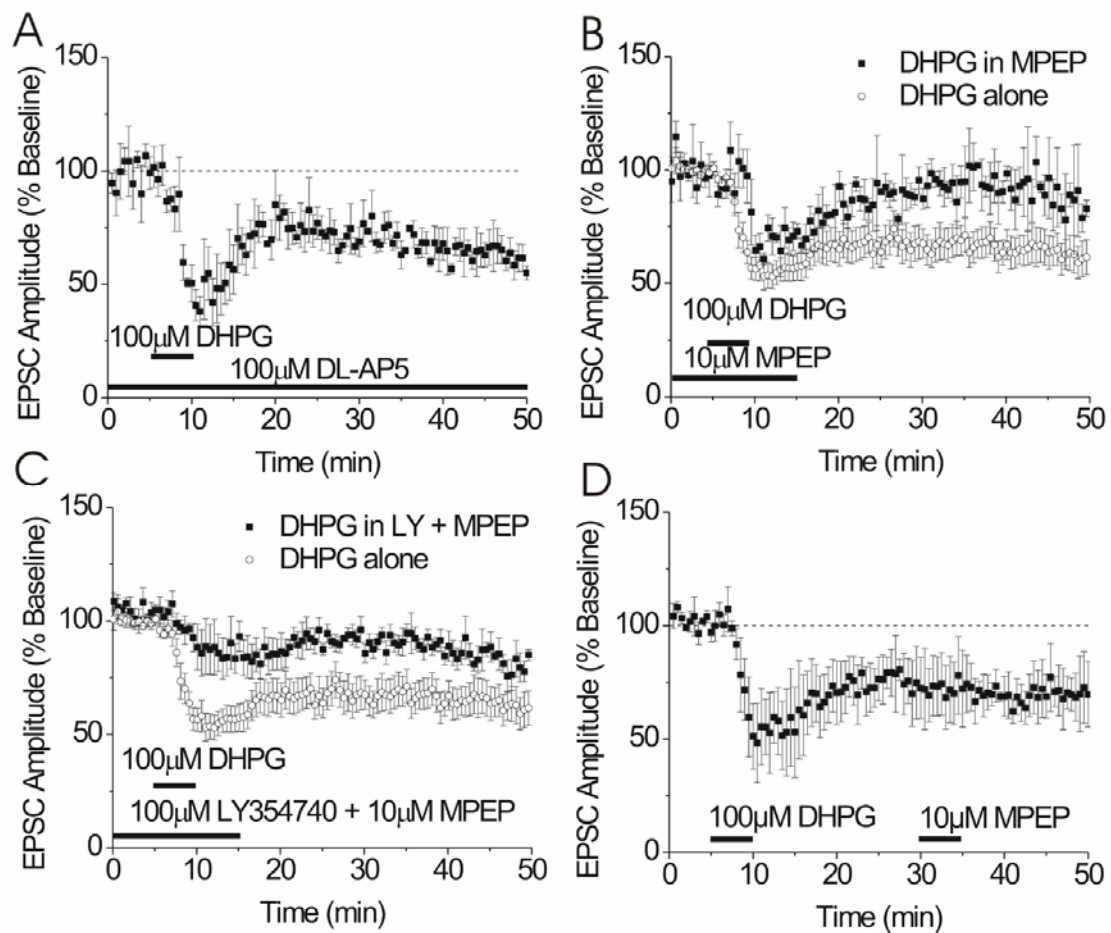 A
EPSC Amplitude (% Baseline)
150
100
50
0
100μM DHPG
100μM DL-AP5
0 10 20 30 40 50
Time (min)
B
EPSC Amplitude (% Baseline)
150
100
50
0
DHPG in MPEP
DHPG alone
100μM DHPG
10μM MPEP
0 10 20 30 40 50
Time (min)
C
EPSC Amplitude (% Baseline)
150
100
50
0
DHPG in LY + MPEP
DHPG alone
100μM DHPG
100μM LY354740 + 10μM MPEP
0 10 20 30 40 50
Time (min)
D
EPSC Amplitude (% Baseline)
150
100
50
0
100μM DHPG 10μM MPEP
0 10 20 30 40 50
Time (min)